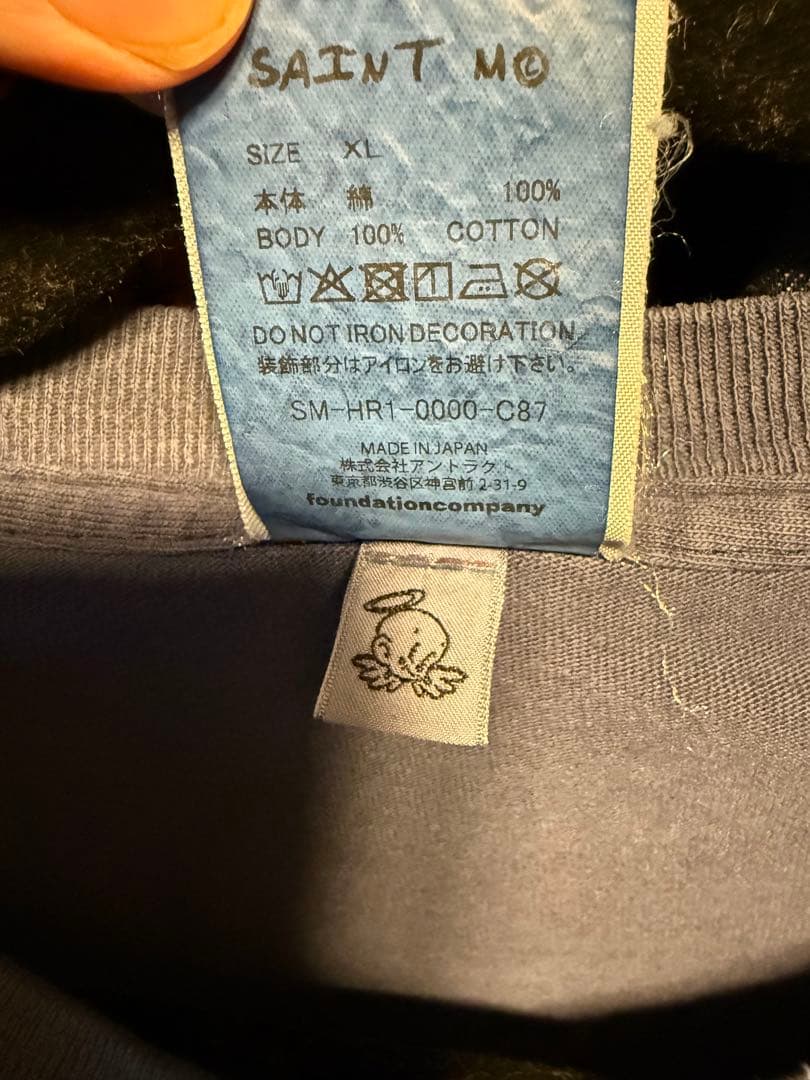 SAINT M©
SIZE XL
本体 綿 100%
BODY 100% COTTON
DO NOT IRON DECORATION
装飾部分はアイロンをお避け下さい。
SM-HR1-0000-C87
MADE IN JAPAN
株式会社アントラクト
東京都渋谷区神宮前 2-31-9
foundationcompany